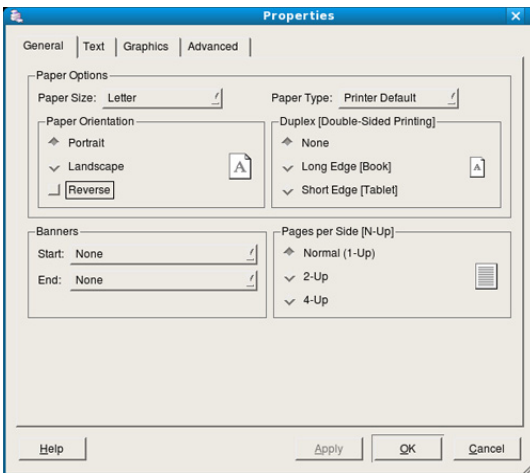 Properties
General Text Graphics Advanced
Paper Options
Paper Size: Letter Paper Type: Printer Default
Paper Orientation Duplex [Double-Sided Printing]
Portrait None
Landscape A Long Edge [Book] A
Reverse Short Edge [Tablet]
Banners Pages per Side [N-Up]
Start: None Normal (1-Up)
End: None 2-Up
4-Up
Help Apply OK Cancel